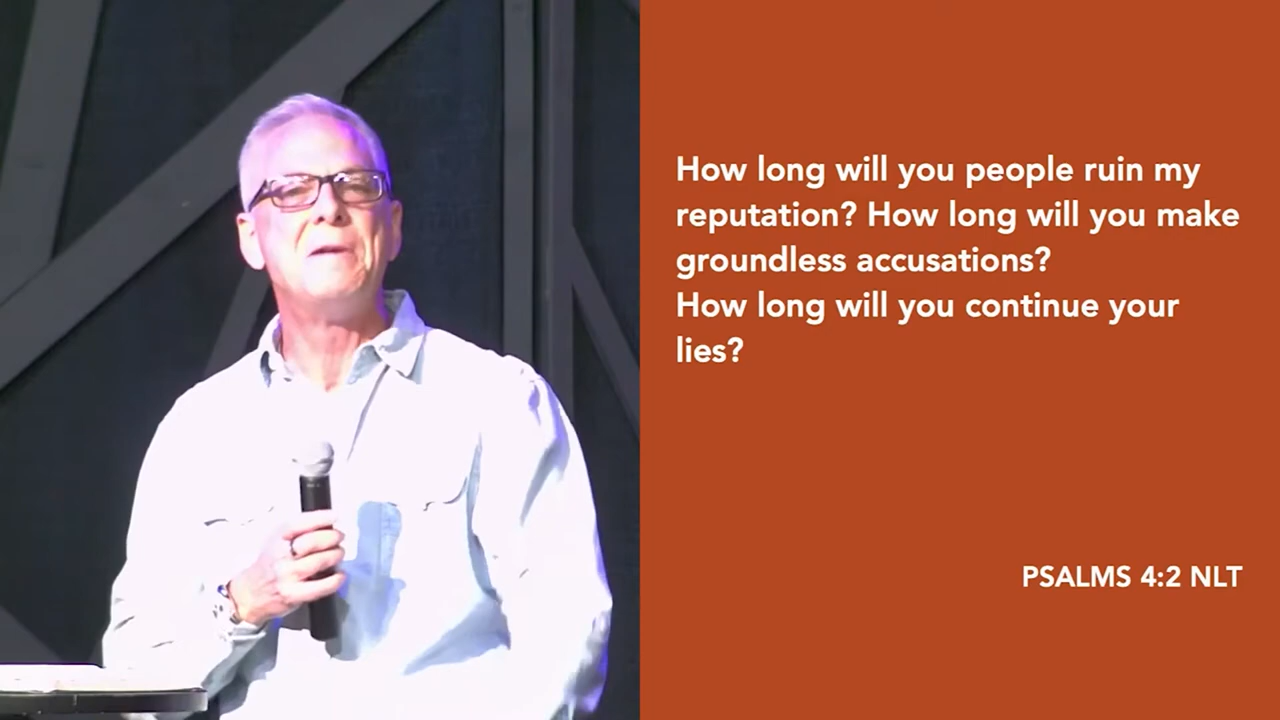 How long will you people ruin my
reputation? How long will you make
groundless accusations?
How long will you continue your
lies?
PSALMS 4:2 NLT